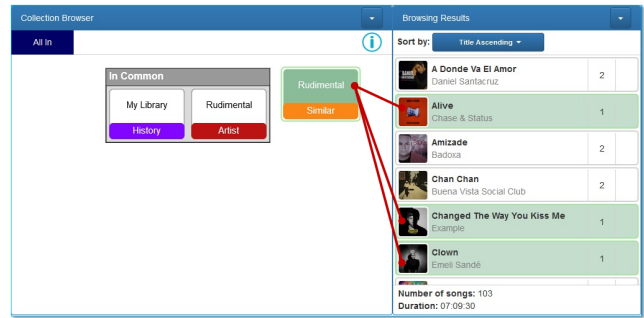 Collection Browser
All In
In Common
My Library
History
Rudimental
Artist
Rudimental
Similar
Browsing Results
Sort by: Title Ascending
A Donde Va El Amor
Daniel Santacruz
2
Alive
Chase & Status
1
Amizade
Badoxa
2
Chan Chan
Buena Vista Social Club
2
Changed The Way You Kiss Me
Example
1
Clown
Emeli Sandé
1
Number of songs: 103
Duration: 07:09:30